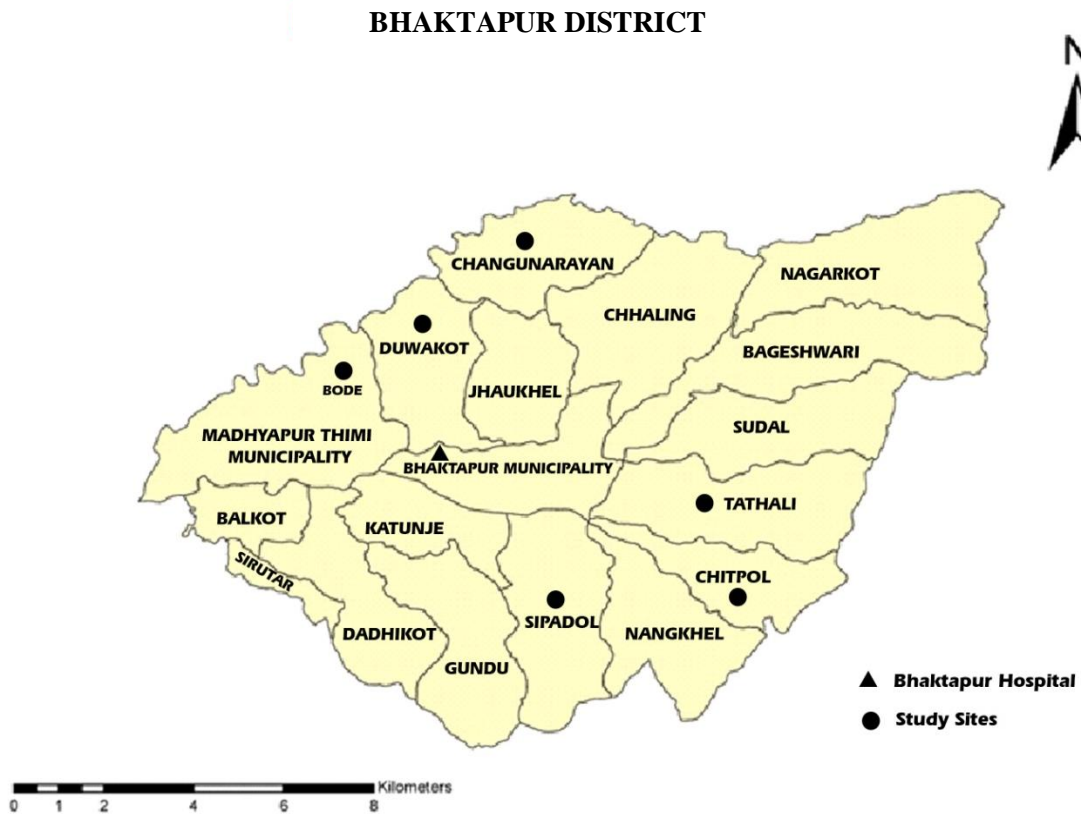 BHAKTAPUR DISTRICT
N
CHANGUNARAYAN
NAGARKOT
CHHALING
DUWAKOT
BAGESHWARI
BODE
JHAUKHEL
MADHYAPUR THIMI
MUNICIPALITY
SUDAL
BHAKTAPUR MUNICIPALITY
TATHALI
BALKOT
KATUNJE
SIRUTAR
CHITPOL
SIPADOL
DADHIKOT
NANGKHEL
GUNDU
Bhaktapur Hospital
Study Sites
Kilometers
0 1 2 4 6 8